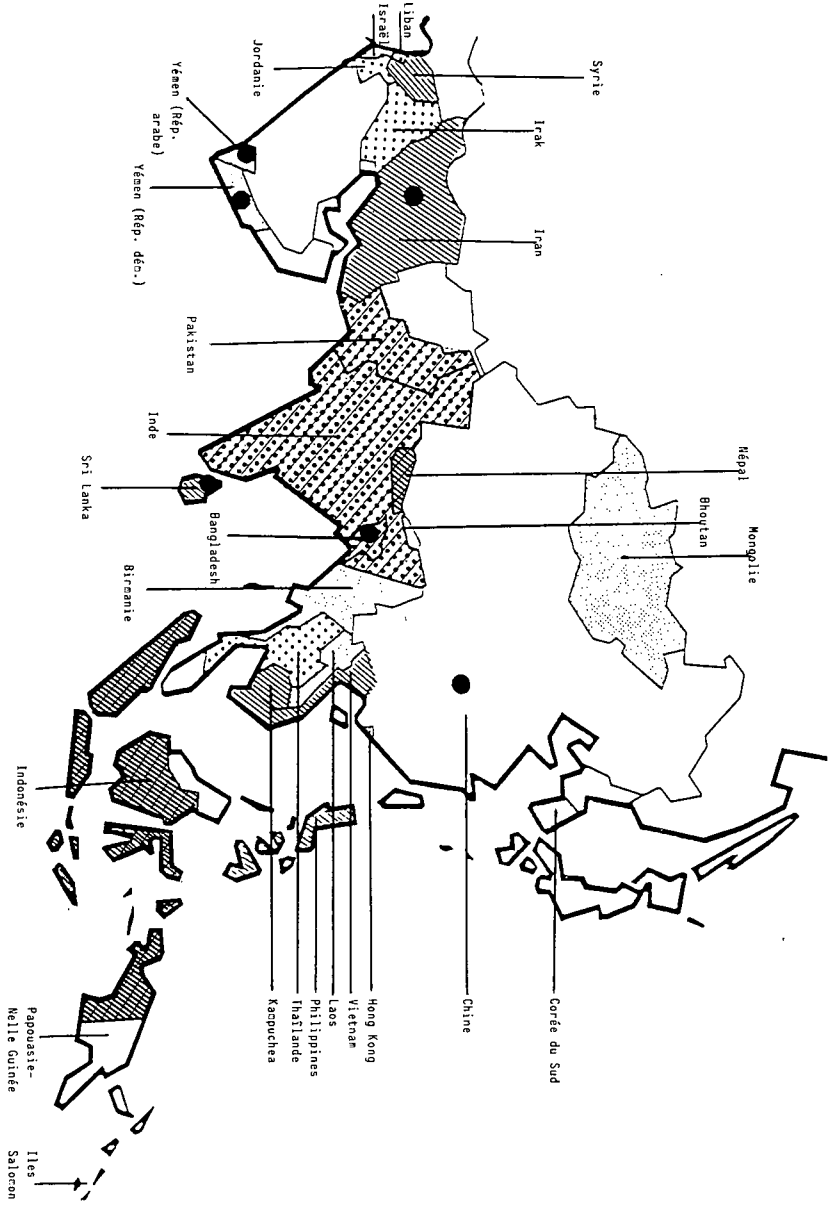 Liban
Israël
Jordanie
Yémen (Rép.
arabe)
Yémen (Rép. dém.)
Syrie
Irak
Iran
Pakistan
Inde
Sri Lanka
Bangladesh
Birmanie
Népal
Bhoutan
Mongolie
Indonésie
Kampuchea
Thaïlande
Philippines
Laos
Vietnam
Hong Kong
Chine
Corée du Sud
Papouasie-
Nelle Guinée
Iles
Salomon